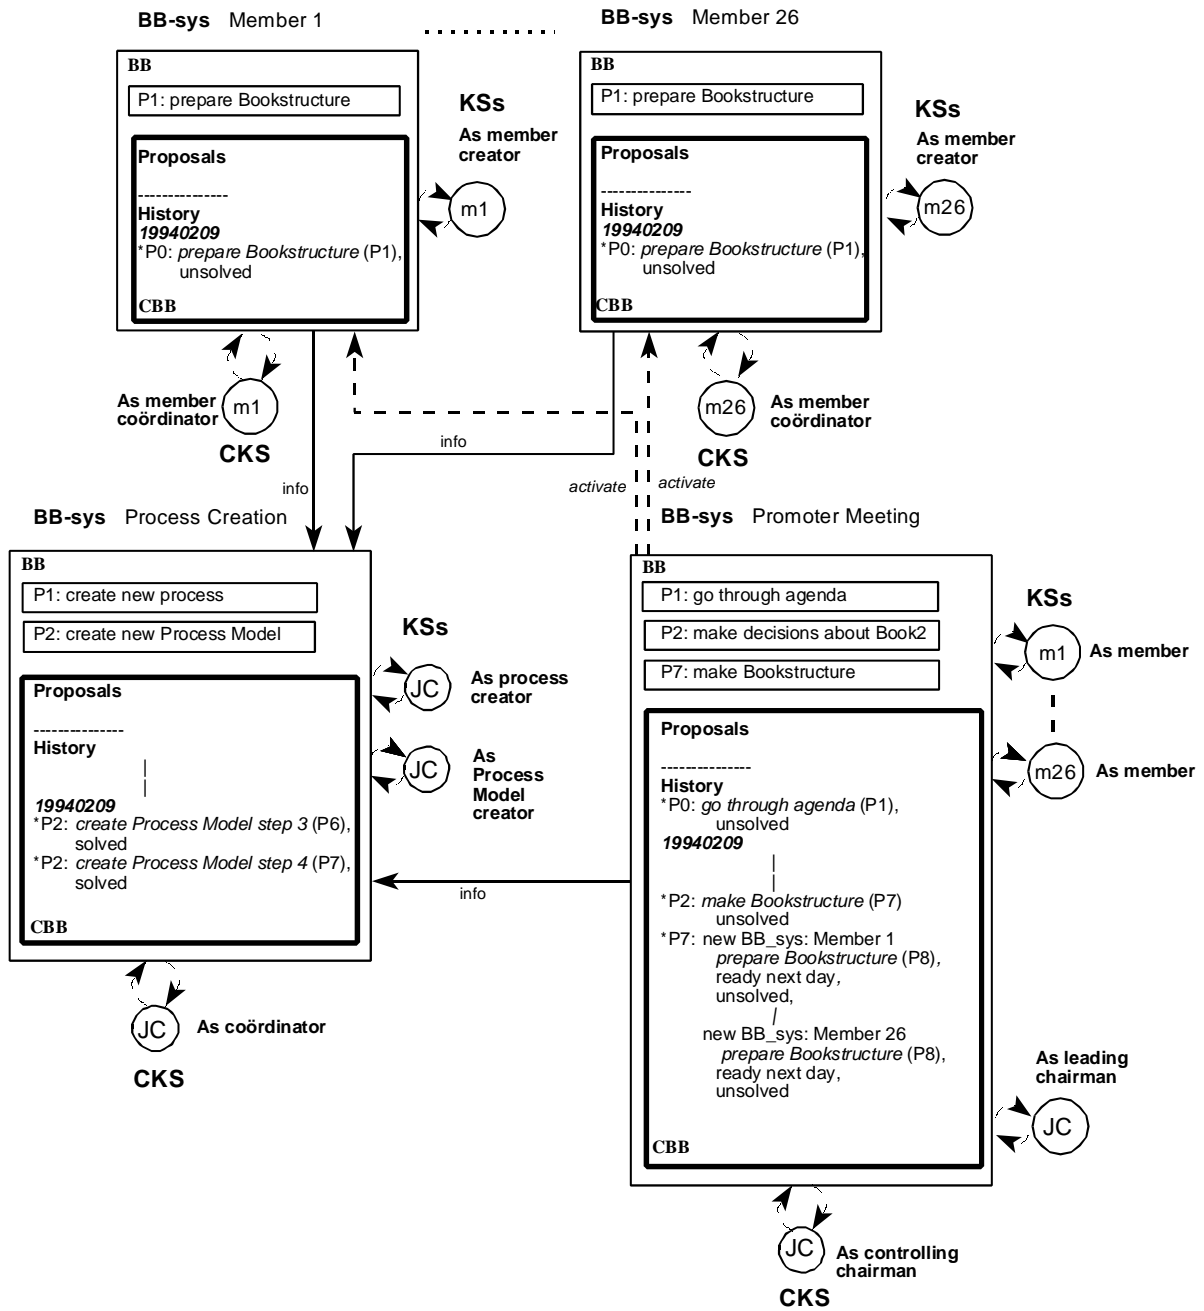 BB-sys Member 1
BB
P1: prepare Bookstructure
Proposals
---------------
History
19940209
*P0: prepare Bookstructure (P1),
unsolved
CBB
KSs
As member
creator
m1
As member
coördinator
m1
CKS
BB-sys Member 26
BB
P1: prepare Bookstructure
Proposals
---------------
History
19940209
*P0: prepare Bookstructure (P1),
unsolved
CBB
KSs
As member
creator
m26
m26
As member
coördinator
CKS
info
info
activate
activate
BB-sys Process Creation
BB
P1: create new process
P2: create new Process Model
Proposals
---------------
History
19940209
*P2: create Process Model step 3 (P6),
solved
*P2: create Process Model step 4 (P7),
solved
CBB
KSs
JC
As process
creator
JC
As
Process
Model
creator
JC
As coördinator
CKS
info
BB-sys Promoter Meeting
BB
P1: go through agenda
P2: make decisions about Book2
P7: make Bookstructure
Proposals
---------------
History
*P0: go through agenda (P1),
unsolved
19940209
*P2: make Bookstructure (P7)
unsolved
*P7: new BB_sys: Member 1
prepare Bookstructure (P8),
ready next day,
unsolved,
new BB_sys: Member 26
prepare Bookstructure (P8),
ready next day,
unsolved
CBB
KSs
m1
As member
m26
As member
As leading
chairman
JC
JC
As controlling
chairman
CKS